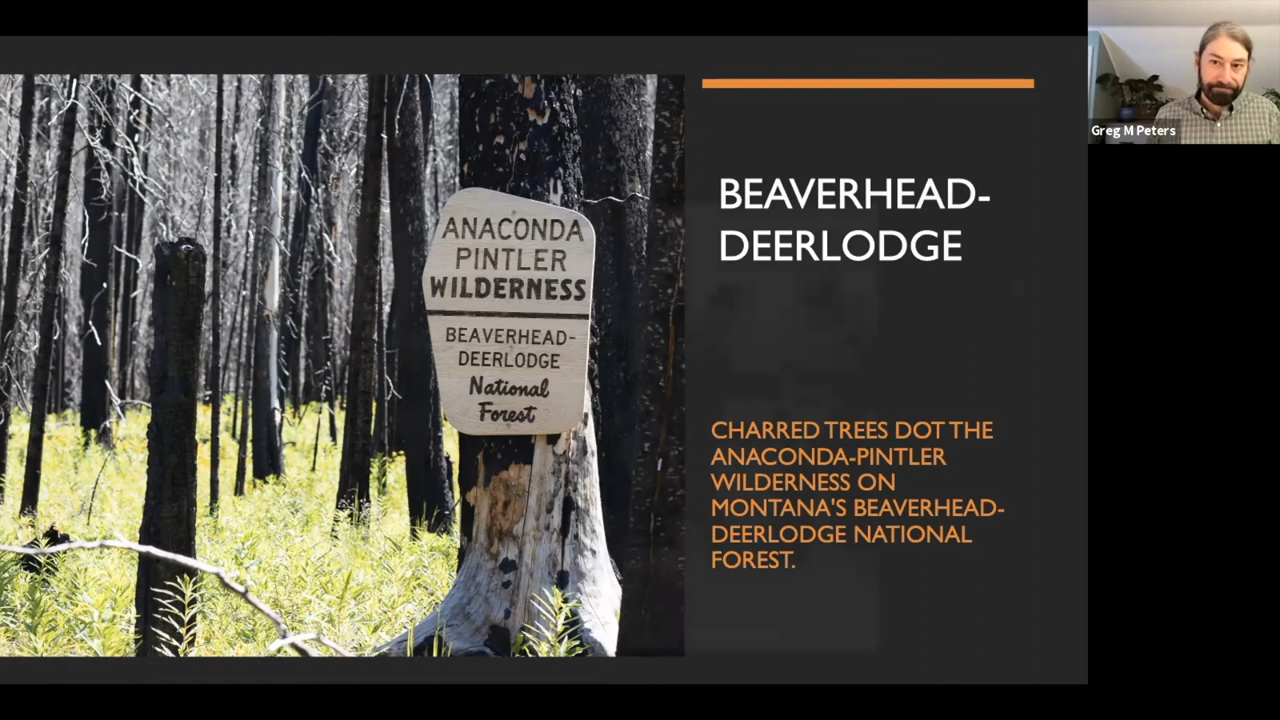 ANACONDA
PINTLER
WILDERNESS
BEAVERHEAD-
DEERLODGE
National
Forest
BEAVERHEAD-
DEERLODGE
CHARRED TREES DOT THE
ANACONDA-PINTLER
WILDERNESS ON
MONTANA'S BEAVERHEAD-
DEERLODGE NATIONAL
FOREST.
Greg M Peters